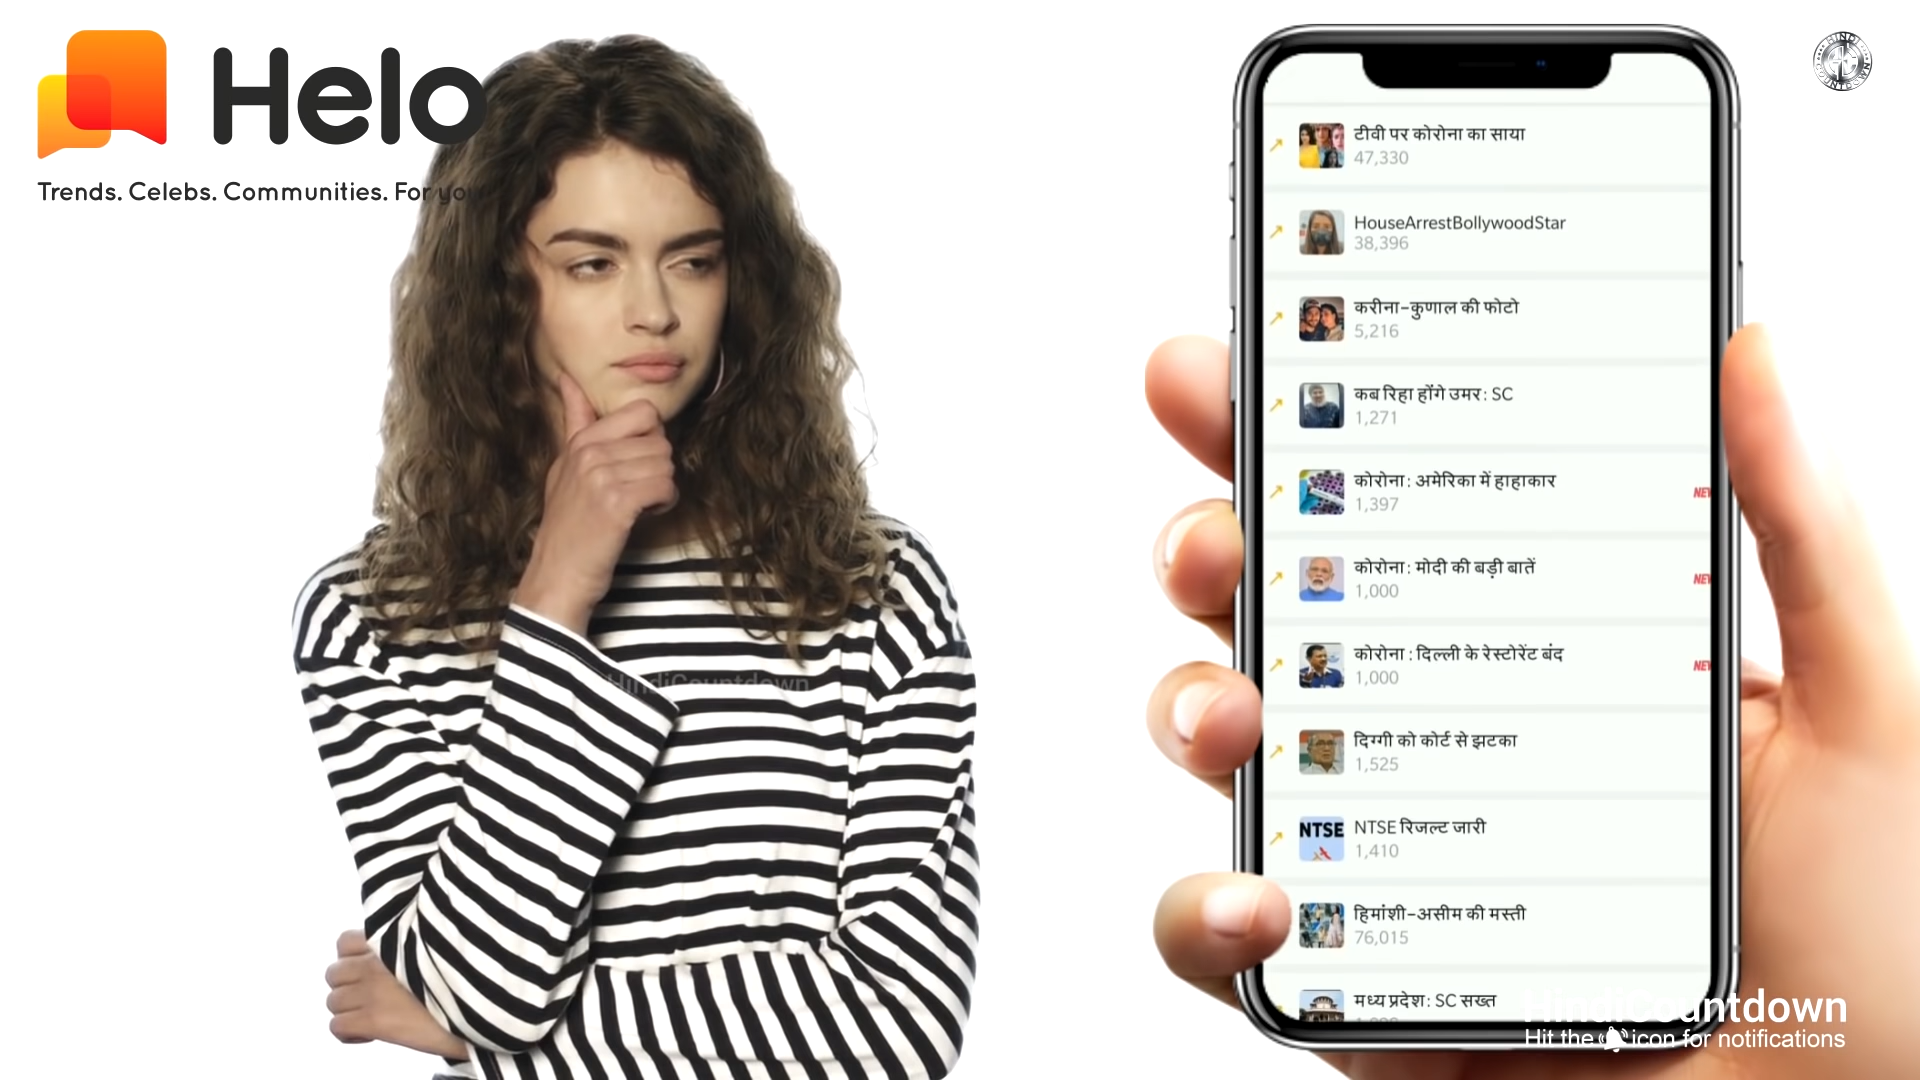 Helo
Trends. Celebs. Communities. For you
टीवी पर कोरोना का साया
47,330
HouseArrestBollywoodStar
38,396
करीना-कुणाल की फोटो
5,216
कब रिहा होंगे उमर: SC
1,271
कोरोना: अमेरिका में हाहाकार
1,397
कोरोना: मोदी की बड़ी बातें
1,000
कोरोना : दिल्ली के रेस्टोरेंट बंद
1,000
दिग्गी को कोर्ट से झटका
1,525
NTSE
NTSE रिजल्ट जारी
1,410
हिमांशी-असीम की मस्ती
76,015
मध्य प्रदेश: SC सख्त
HindiCountdown
HindiCountdown
Hit the icon for notifications